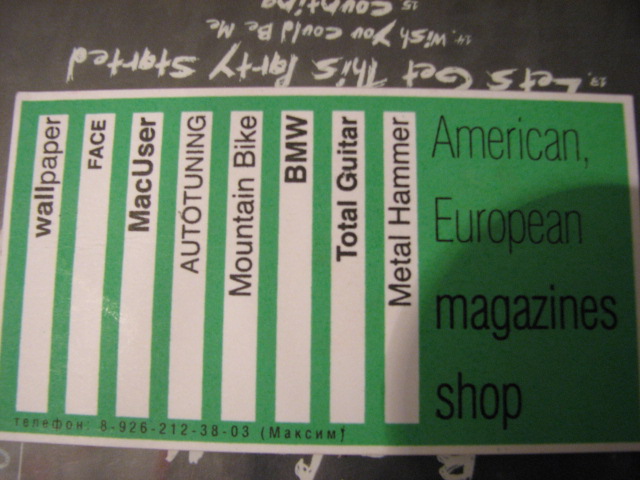 15. Counting
14. Wish You Could Be Me
13. Let's Get This Party Started
wallpaper
FACE
MacUser
AUTOTUNING
Mountain Bike
BMW
Total Guitar
Metal Hammer
American,
European
magazines
shop
телефон: 8-926-212-38-03 (Максим)